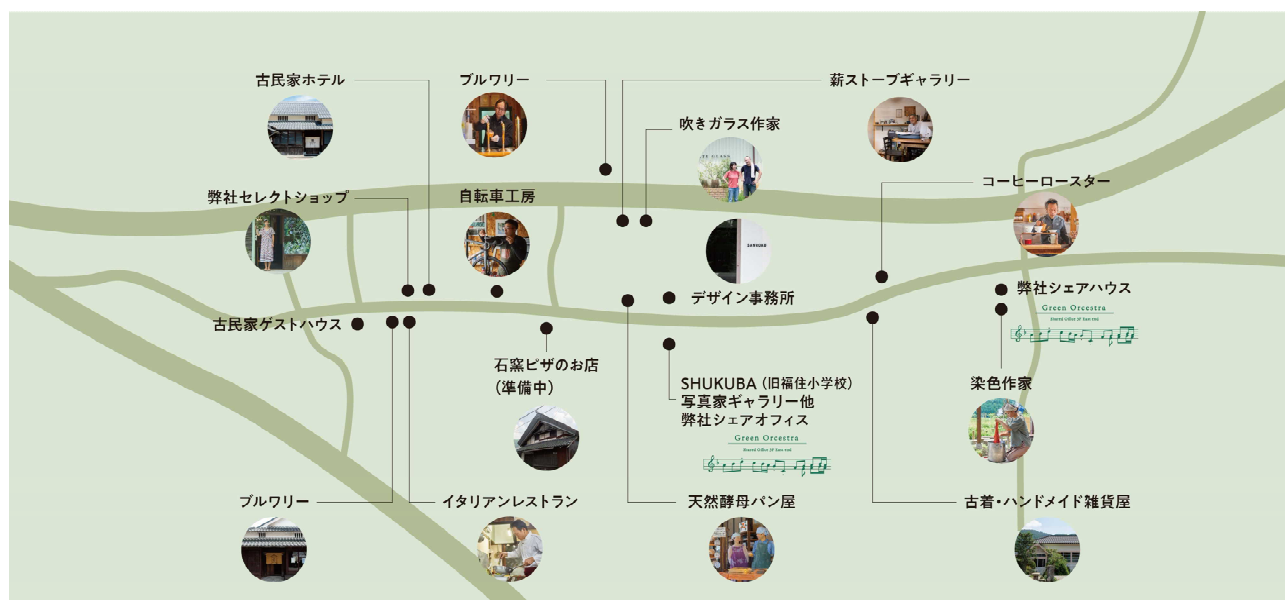 古民家ホテル
ブルワリー
薪ストーブギャラリー
吹きガラス作家
弊社セレクトショップ
自転車工房
コーヒーロースター
SANKUAD
デザイン事務所
弊社シェアハウス
Green Orcestra
古民家ゲストハウス
石窯ピザのお店
（準備中）
SHUKUBA（旧福住小学校）
写真家ギャラリー他
弊社シェアオフィス
Green Orcestra
染色作家
ブルワリー
イタリアンレストラン
天然酵母パン屋
古着・ハンドメイド雑貨屋